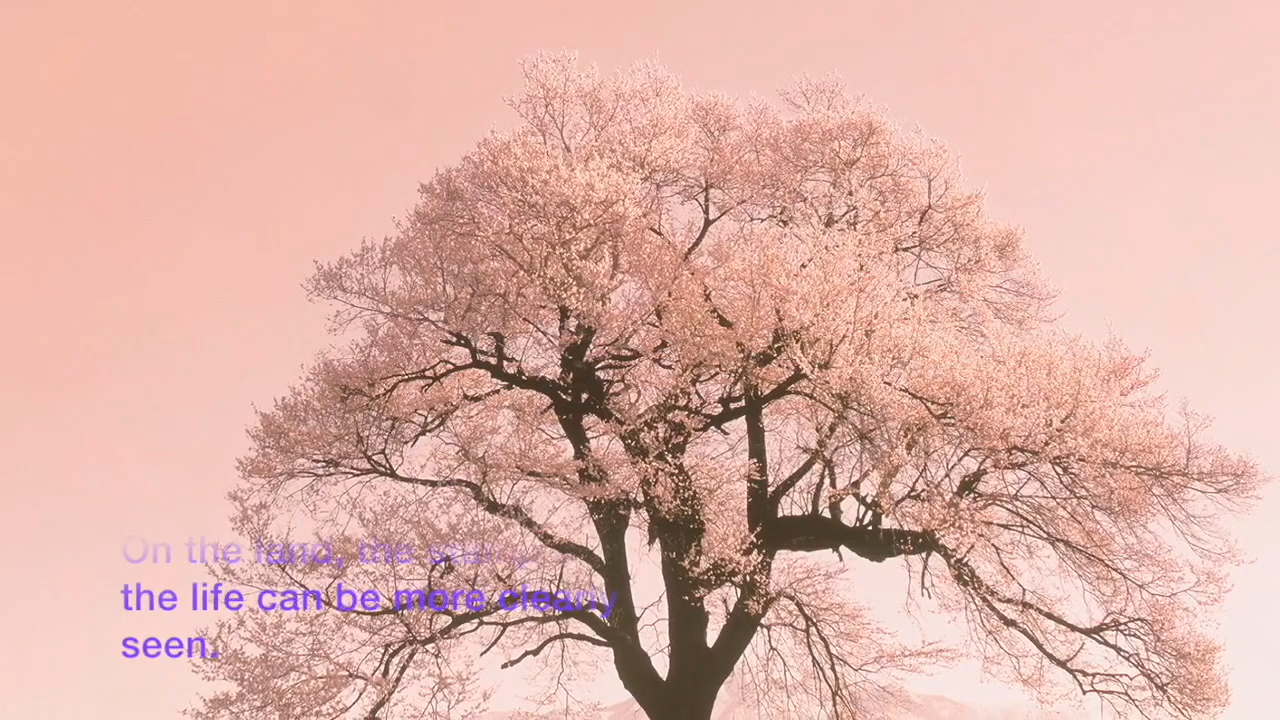 On the land, the
the life can be more clearly
seen.